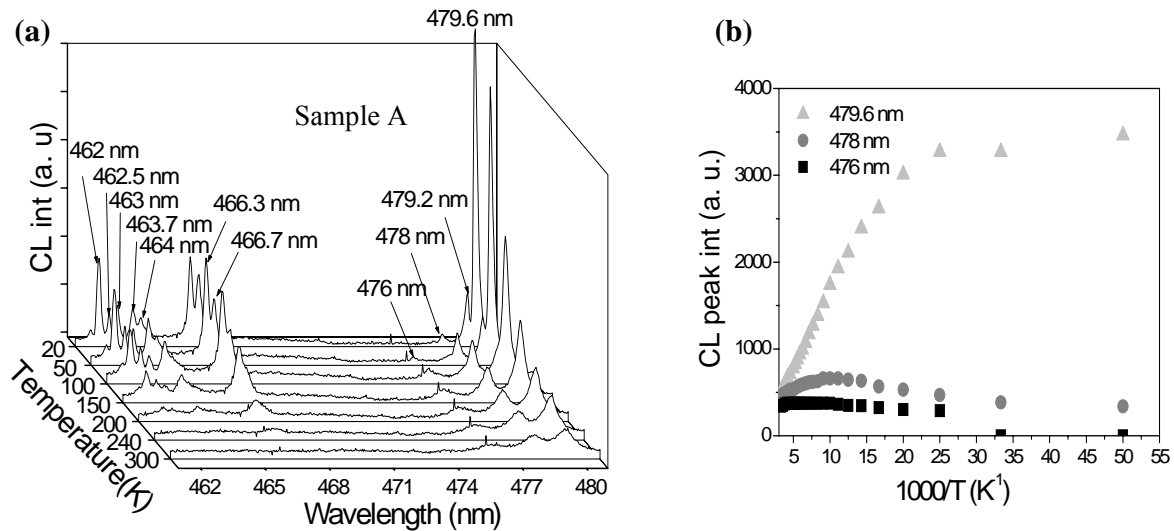 (a)
479.6 nm
Sample A
CL int (a. u)
462 nm
462.5 nm
463 nm
463.7 nm
464 nm
466.3 nm
466.7 nm
479.2 nm
478 nm
476 nm
20
50
100
150
200
240
300
Temperature(K)
462 465 468 471 474 477 480
Wavelength (nm)
(b)
4000
3000
2000
1000
0
CL peak int (a. u.)
479.6 nm
478 nm
476 nm
5 10 15 20 25 30 35 40 45 50 55
1000/T (K⁻¹)